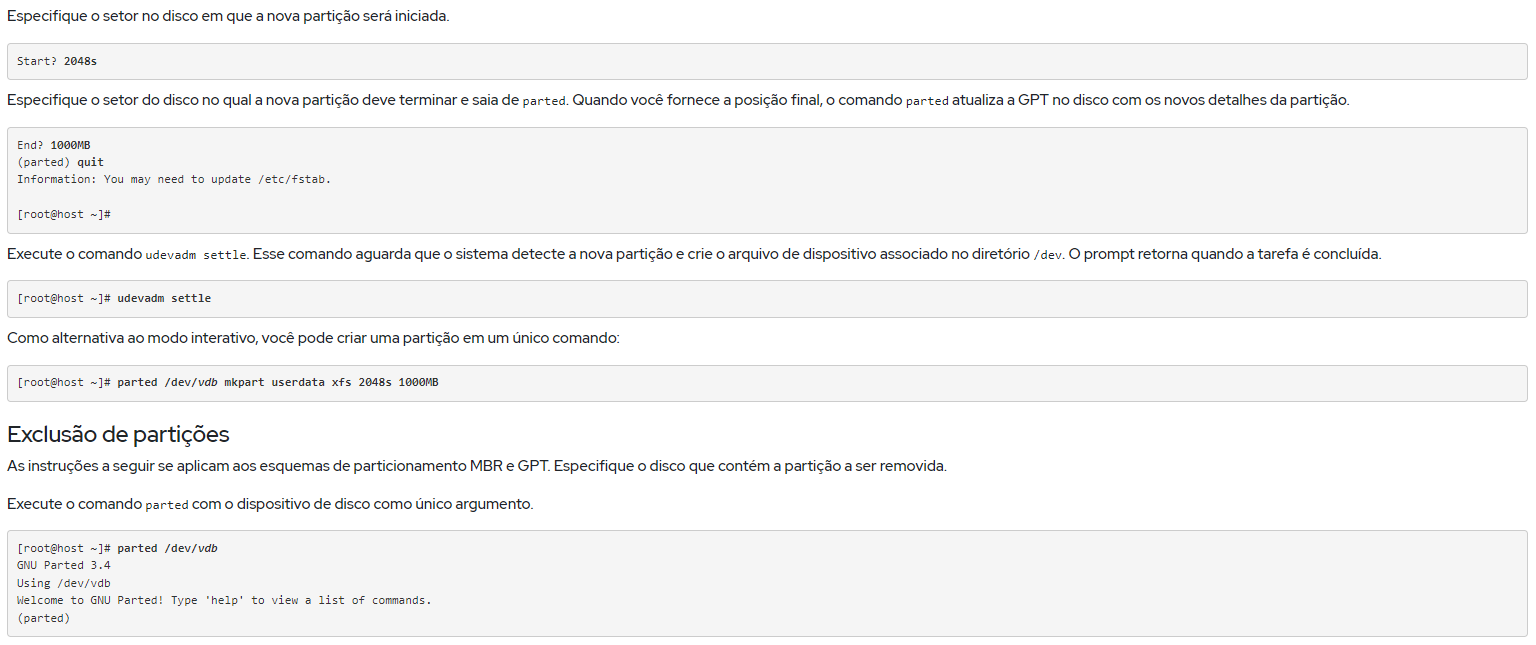 Especifique o setor no disco em que a nova partição será iniciada.
Start? 2048s
Especifique o setor do disco no qual a nova partição deve terminar e saia de parted. Quando você fornece a posição final, o comando parted atualiza a GPT no disco com os novos detalhes da partição.
End? 1000MB
(parted) quit
Information: You may need to update /etc/fstab.
[root@host ~]#
Execute o comando udevadm settle. Esse comando aguarda que o sistema detecte a nova partição e crie o arquivo de dispositivo associado no diretório /dev. O prompt retorna quando a tarefa é concluída.
[root@host ~]# udevadm settle
Como alternativa ao modo interativo, você pode criar uma partição em um único comando:
[root@host ~]# parted /dev/vdb mkpart userdata xfs 2048s 1000MB
Exclusão de partições
As instruções a seguir se aplicam aos esquemas de particionamento MBR e GPT. Especifique o disco que contém a partição a ser removida.
Execute o comando parted com o dispositivo de disco como único argumento.
[root@host ~]# parted /dev/vdb
GNU Parted 3.4
Using /dev/vdb
Welcome to GNU Parted! Type 'help' to view a list of commands.
(parted)